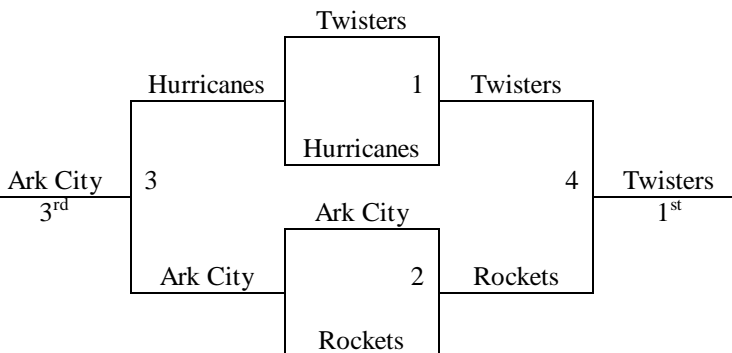 Twisters
Hurricanes 1 Twisters
Hurricanes
Ark City 3 4 Twisters
3rd Ark City 1st
Ark City 2 Rockets
Rockets